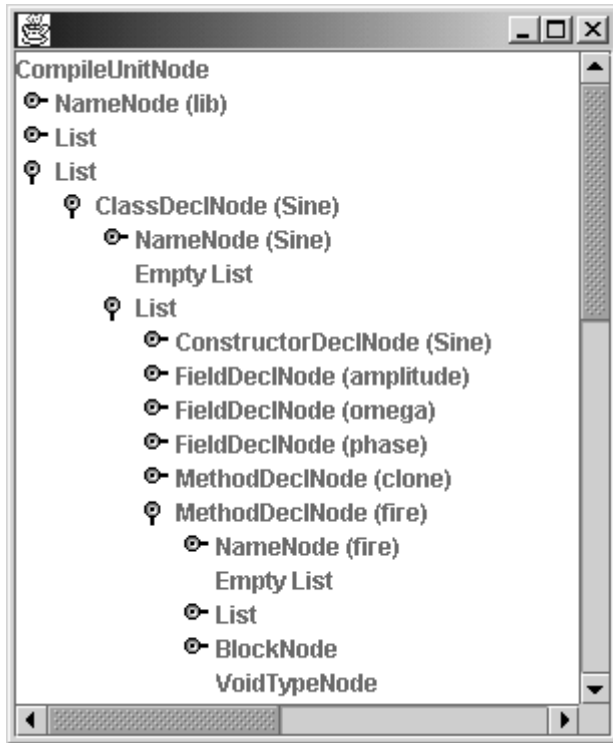 CompileUnitNode
NameNode (lib)
List
List
ClassDeclNode (Sine)
NameNode (Sine)
Empty List
List
ConstructorDeclNode (Sine)
FieldDeclNode (amplitude)
FieldDeclNode (omega)
FieldDeclNode (phase)
MethodDeclNode (clone)
MethodDeclNode (fire)
NameNode (fire)
Empty List
List
BlockNode
VoidTypeNode